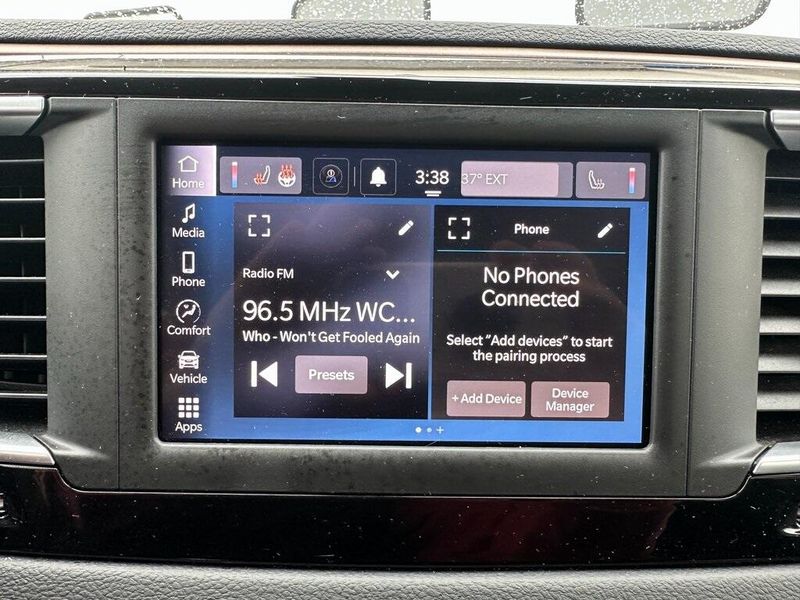 Home
3:38
37° EXT
Media
Phone
Comfort
Vehicle
Apps
Radio FM
96.5 MHz WC...
Who - Won't Get Fooled Again
Presets
Phone
No Phones
Connected
Select "Add devices" to start
the pairing process
+ Add Device
Device
Manager